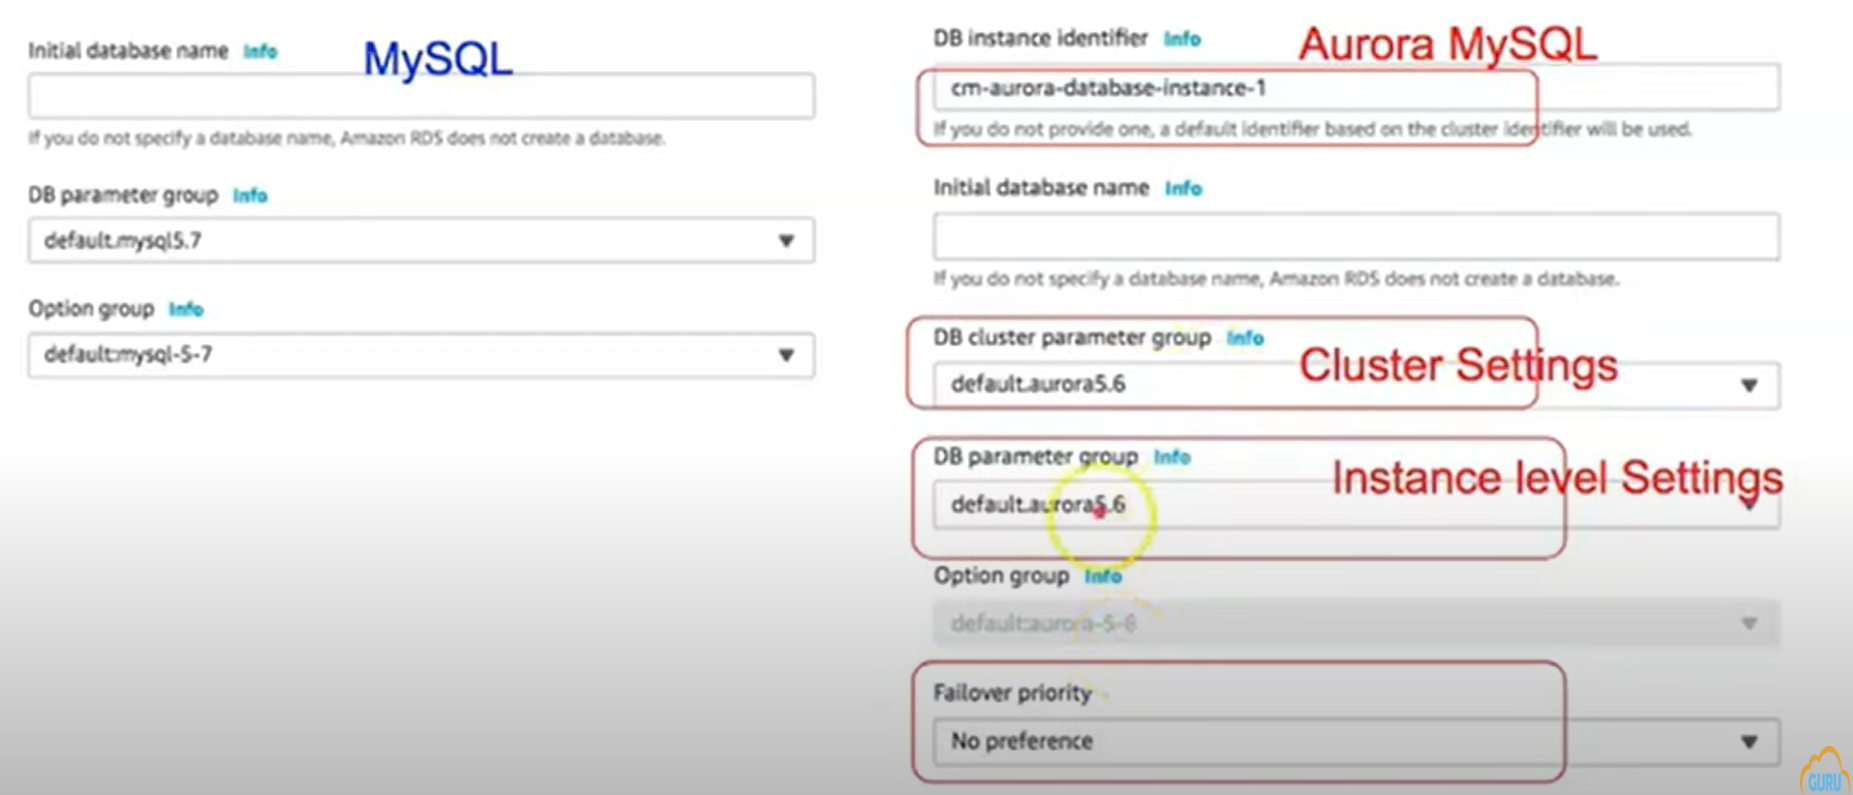 MySQL
Initial database name Info
If you do not specify a database name, Amazon RDS does not create a database.
DB parameter group Info
default.mysql5.7
Option group Info
default:mysql-5-7
Aurora MySQL
DB instance identifier Info
cm-aurora-database-instance-1
If you do not provide one, a default identifier based on the cluster identifier will be used.
Initial database name Info
If you do not specify a database name, Amazon RDS does not create a database.
DB cluster parameter group Info
Cluster Settings
default.aurora5.6
DB parameter group Info
Instance level Settings
default.aurora5.6
Option group Info
default:aurora-5-6
Failover priority
No preference
GURU